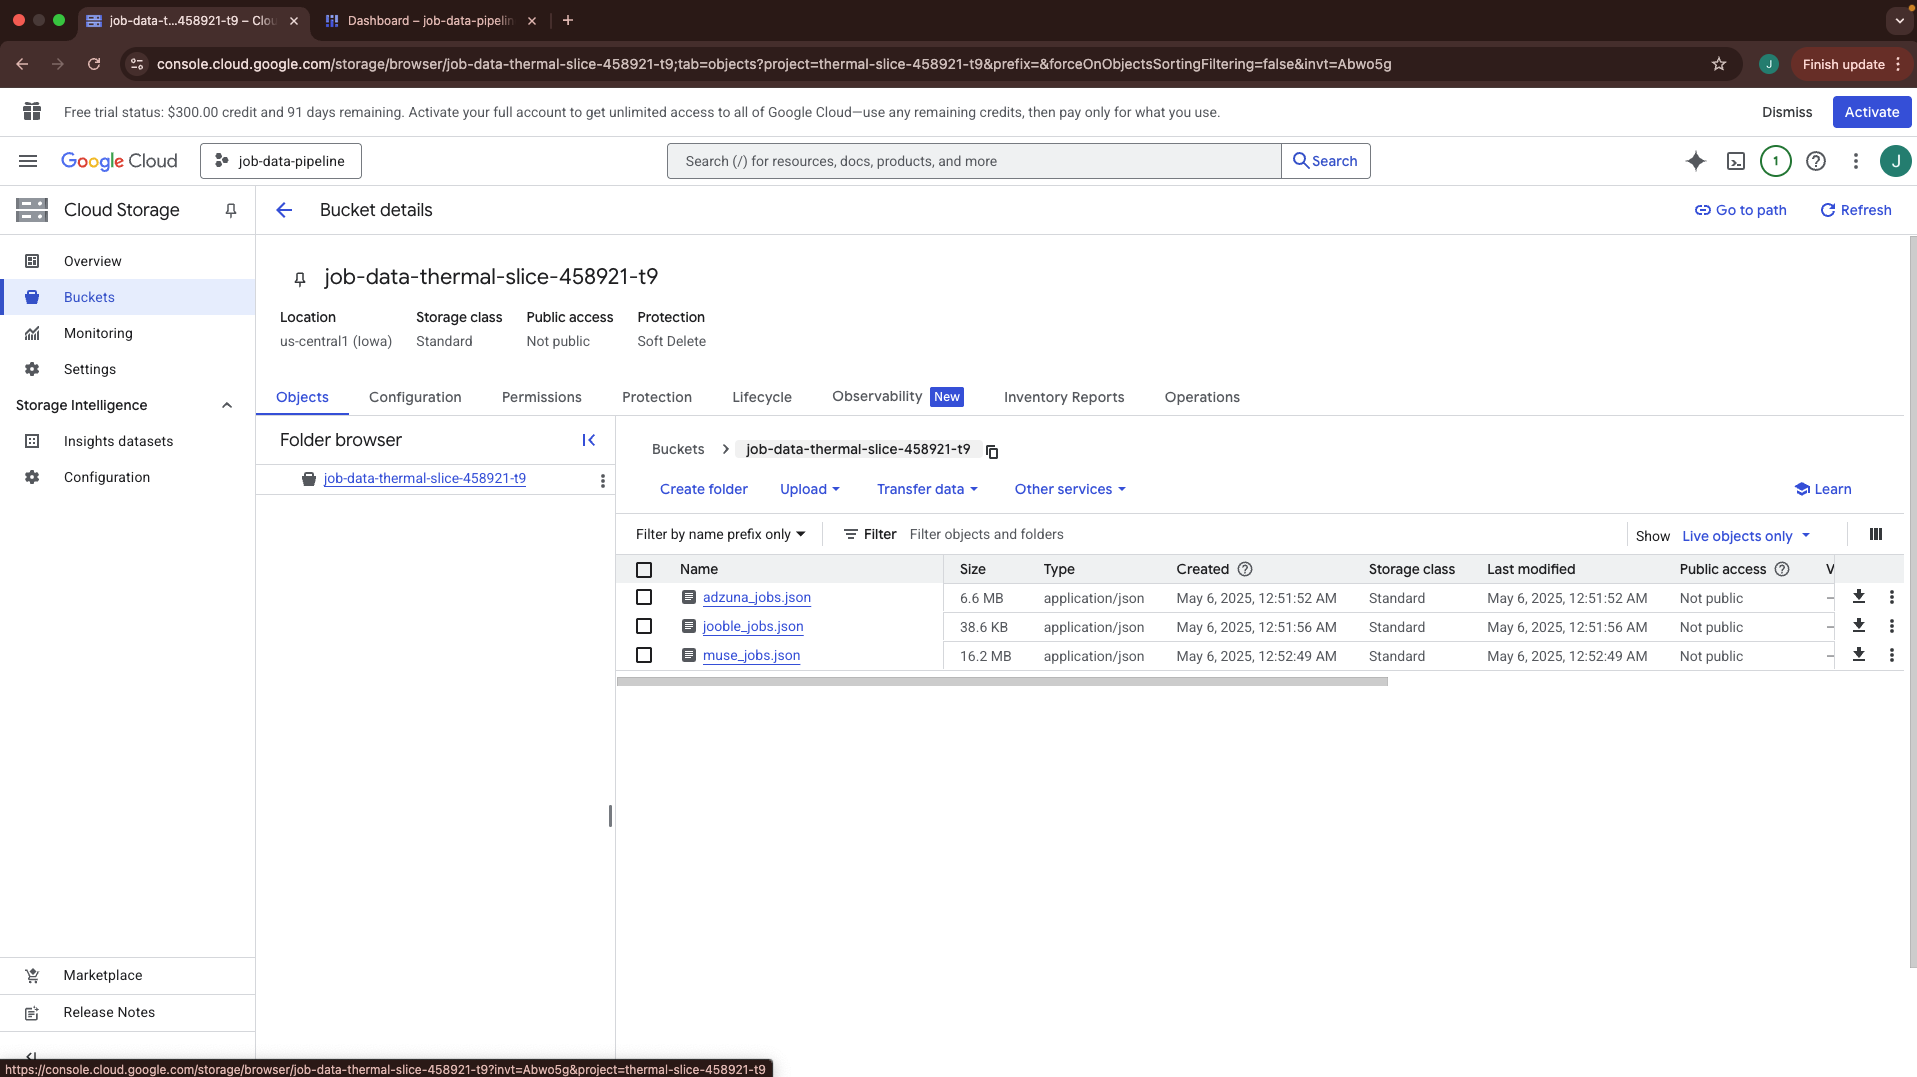 job-data-t...458921-t9 – Clou
Dashboard – job-data-pipelin
console.cloud.google.com/storage/browser/job-data-thermal-slice-458921-t9;tab=objects?project=thermal-slice-458921-t9&prefix=&forceOnObjectsSortingFiltering=false&invt=Abwo5g
J
Finish update
Free trial status: $300.00 credit and 91 days remaining. Activate your full account to get unlimited access to all of Google Cloud—use any remaining credits, then pay only for what you use.
Dismiss
Activate
Google Cloud
job-data-pipeline
Search (/) for resources, docs, products, and more
Search
1
J
Cloud Storage
Bucket details
Go to path
Refresh
Overview
Buckets
Monitoring
Settings
Storage Intelligence
Insights datasets
Configuration
Marketplace
Release Notes
job-data-thermal-slice-458921-t9
Location Storage class Public access Protection
us-central1 (Iowa) Standard Not public Soft Delete
Objects Configuration Permissions Protection Lifecycle Observability New Inventory Reports Operations
Folder browser
job-data-thermal-slice-458921-t9
Buckets job-data-thermal-slice-458921-t9
Create folder Upload Transfer data Other services Learn
Filter by name prefix only Filter Filter objects and folders Show Live objects only
Name Size Type Created Storage class Last modified Public access V
adzuna_jobs.json 6.6 MB application/json May 6, 2025, 12:51:52 AM Standard May 6, 2025, 12:51:52 AM Not public –
jooble_jobs.json 38.6 KB application/json May 6, 2025, 12:51:56 AM Standard May 6, 2025, 12:51:56 AM Not public –
muse_jobs.json 16.2 MB application/json May 6, 2025, 12:52:49 AM Standard May 6, 2025, 12:52:49 AM Not public –
https://console.cloud.google.com/storage/browser/job-data-thermal-slice-458921-t9?invt=Abwo5g&project=thermal-slice-458921-t9